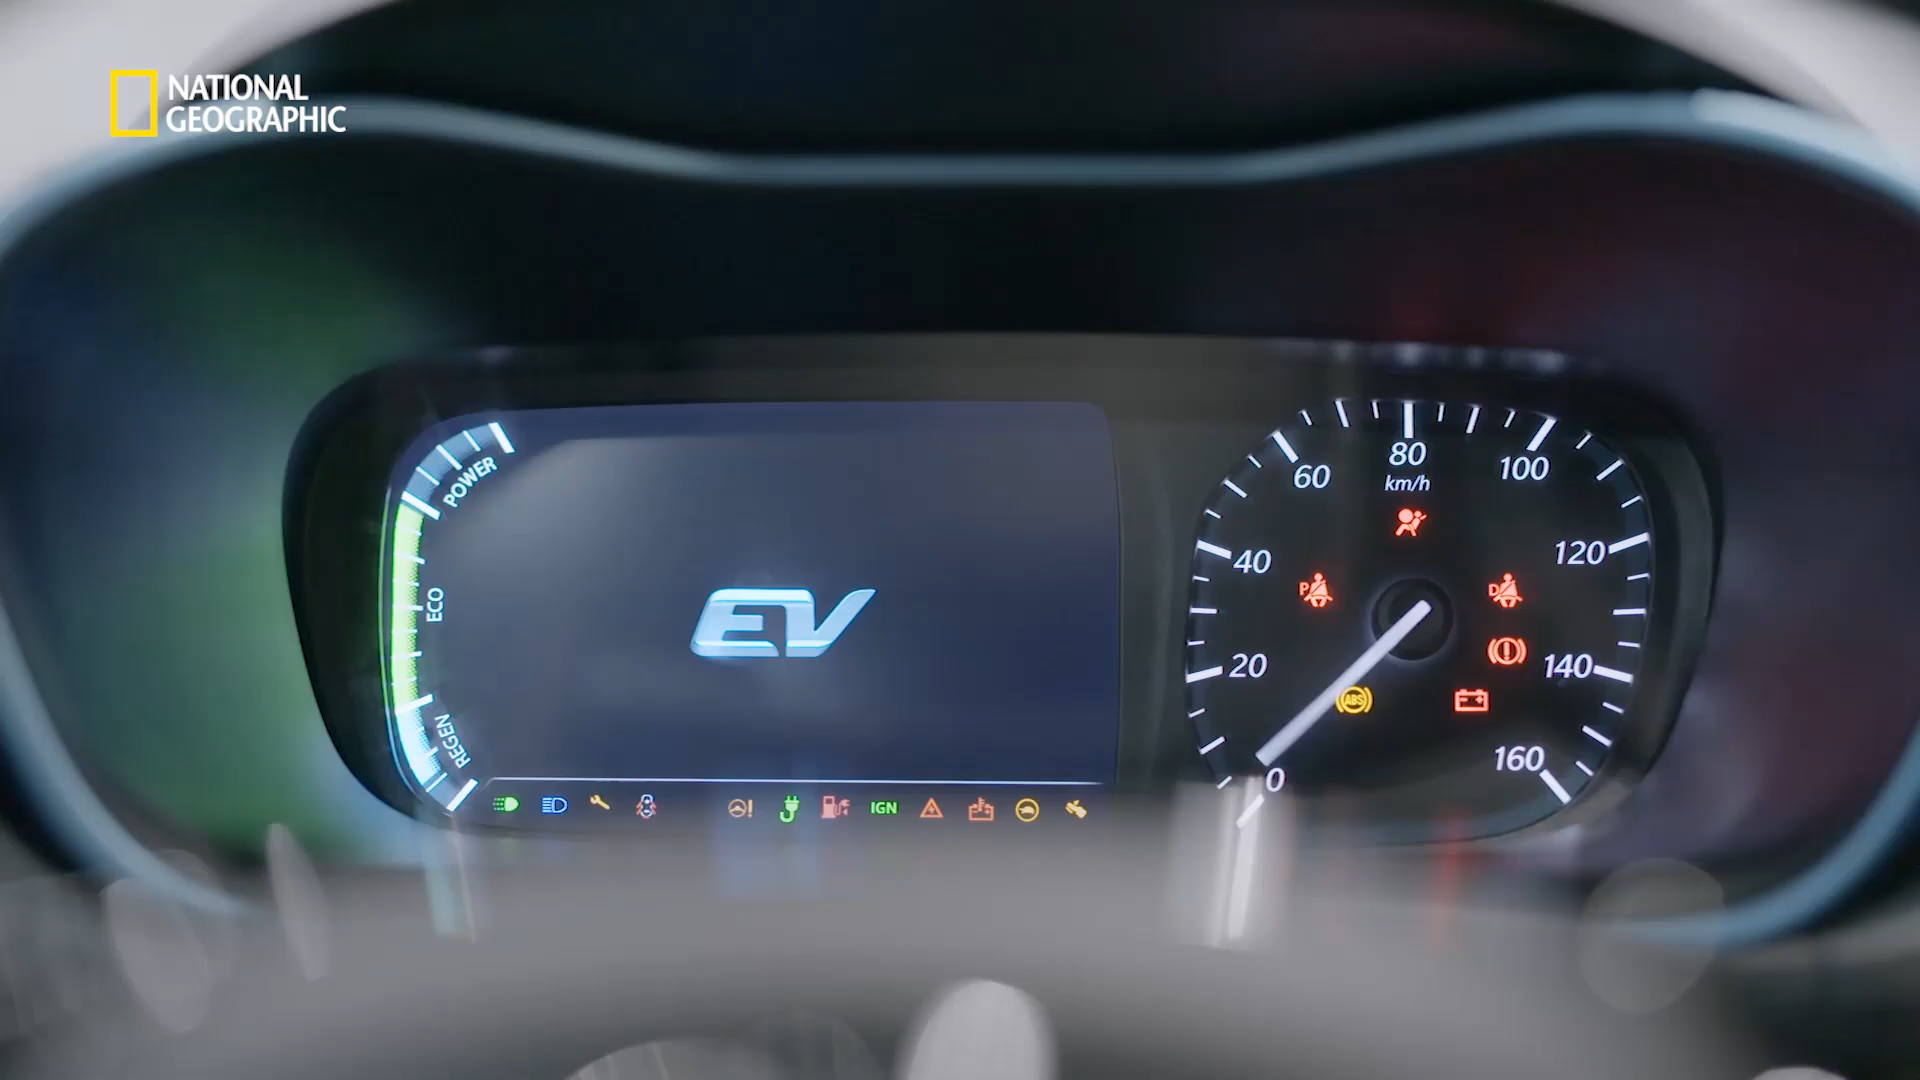 NATIONAL
GEOGRAPHIC
POWER
ECO
REGEN
EV
IGN
0
20
40
60
80
km/h
100
120
140
160
P
D
ABS